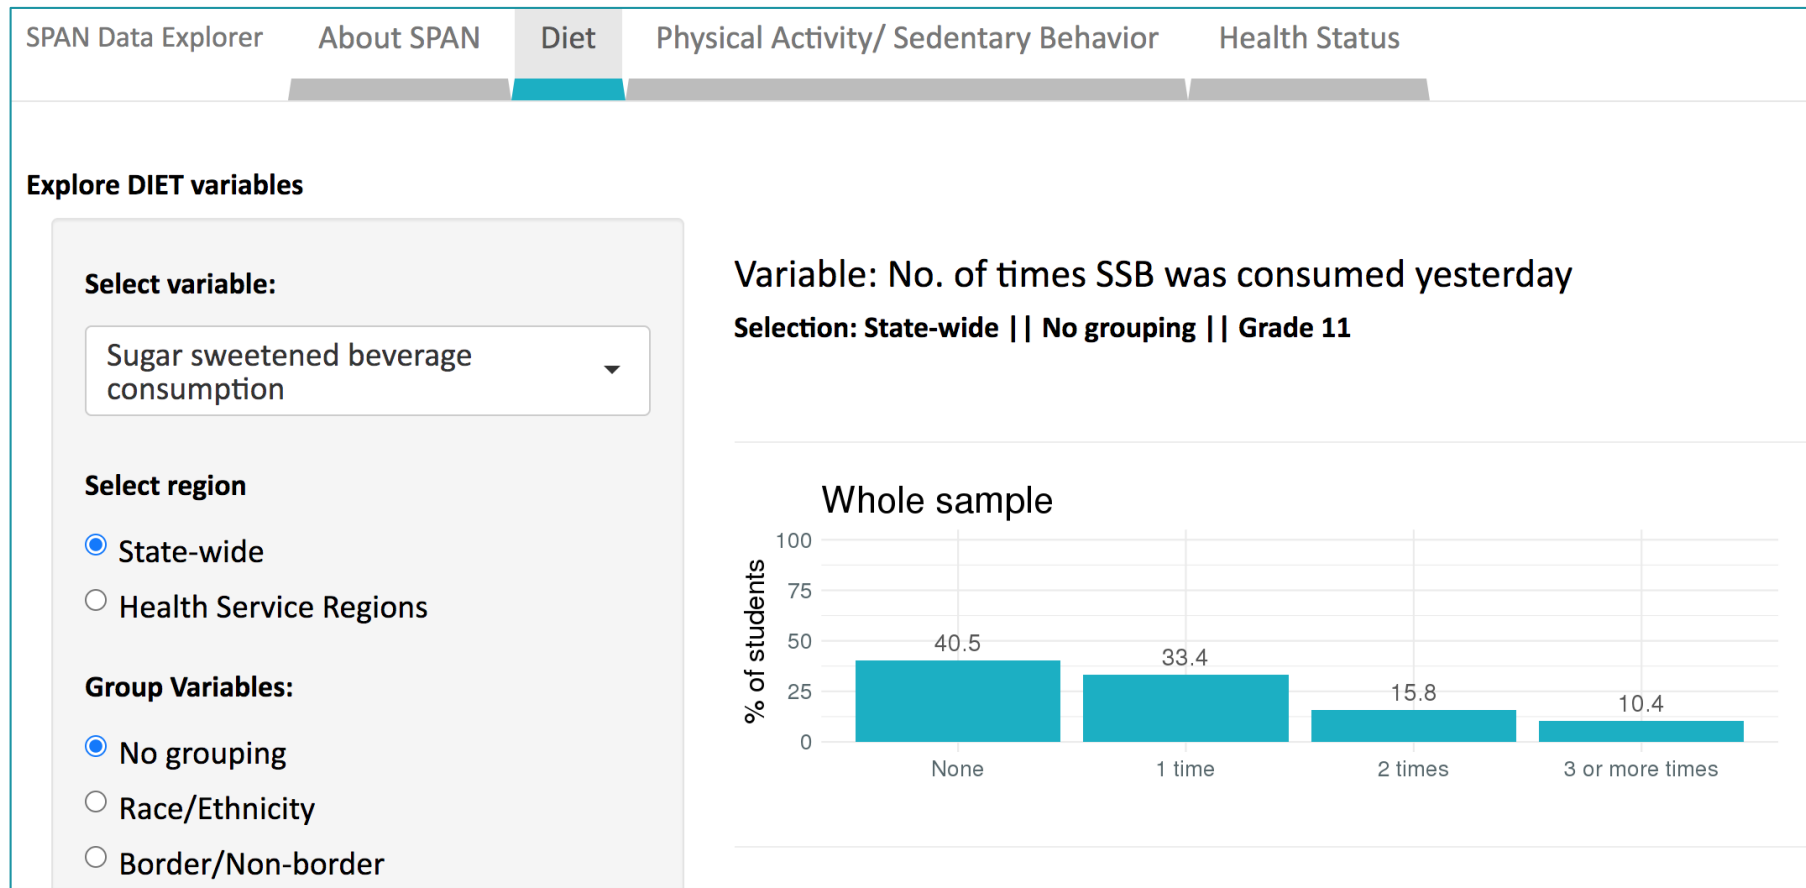 SPAN Data Explorer About SPAN Diet Physical Activity/ Sedentary Behavior Health Status
Explore DIET variables
Select variable:
Sugar sweetened beverage
consumption
Select region
State-wide
Health Service Regions
Group Variables:
No grouping
Race/Ethnicity
Border/Non-border
Variable: No. of times SSB was consumed yesterday
Selection: State-wide || No grouping || Grade 11
Whole sample
% of students
100
75
50
25
0
40.5
33.4
15.8
10.4
None 1 time 2 times 3 or more times